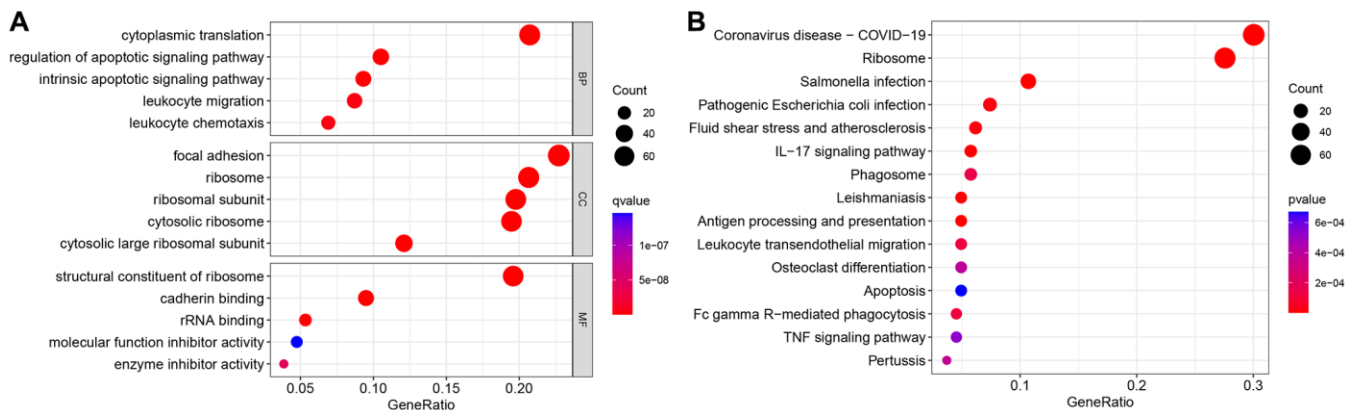 A
cytoplasmic translation
regulation of apoptotic signaling pathway
intrinsic apoptotic signaling pathway
leukocyte migration
leukocyte chemotaxis
BP
focal adhesion
ribosome
ribosomal subunit
cytosolic ribosome
cytosolic large ribosomal subunit
CC
structural constituent of ribosome
cadherin binding
rRNA binding
molecular function inhibitor activity
enzyme inhibitor activity
MF
0.05 0.10 0.15 0.20
GeneRatio
Count
20
40
60
qvalue
1e−07
5e−08
B
Coronavirus disease − COVID−19
Ribosome
Salmonella infection
Pathogenic Escherichia coli infection
Fluid shear stress and atherosclerosis
IL−17 signaling pathway
Phagosome
Leishmaniasis
Antigen processing and presentation
Leukocyte transendothelial migration
Osteoclast differentiation
Apoptosis
Fc gamma R−mediated phagocytosis
TNF signaling pathway
Pertussis
0.1 0.2 0.3
GeneRatio
Count
20
40
60
pvalue
6e−04
4e−04
2e−04